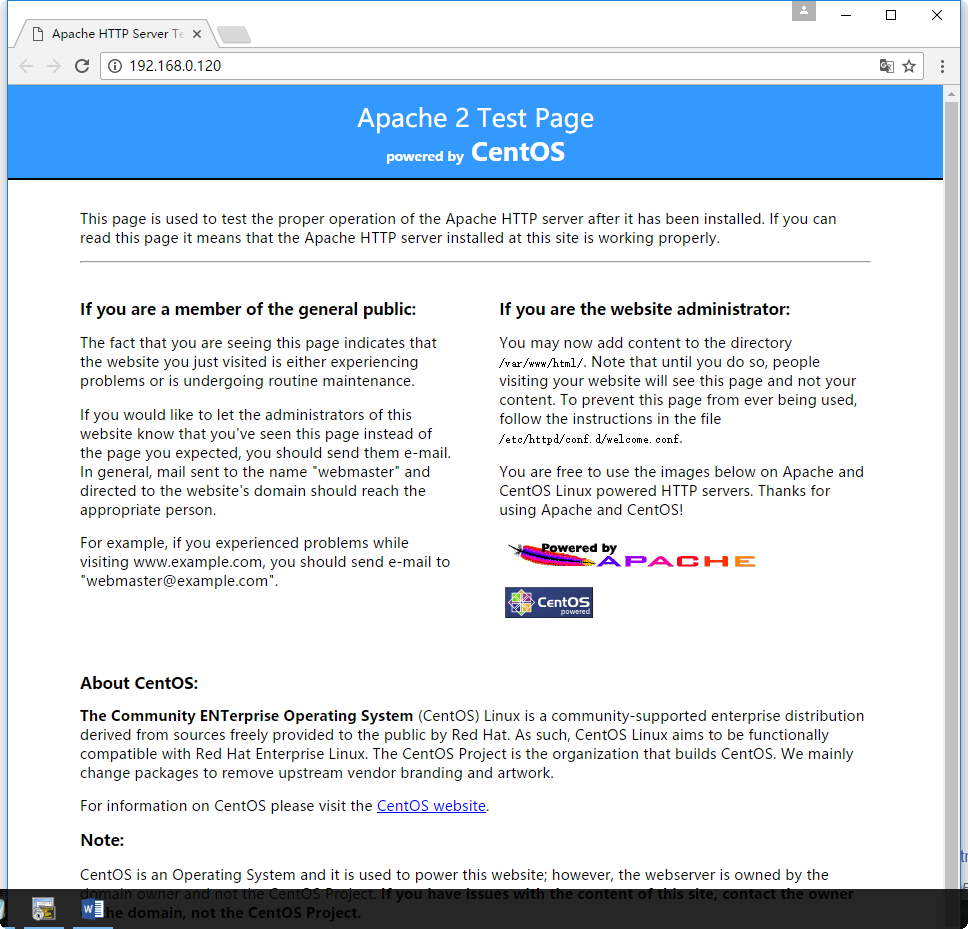 Apache HTTP Server Te
192.168.0.120
Apache 2 Test Page
powered by CentOS
This page is used to test the proper operation of the Apache HTTP server after it has been installed. If you can
read this page it means that the Apache HTTP server installed at this site is working properly.
If you are a member of the general public:
The fact that you are seeing this page indicates that
the website you just visited is either experiencing
problems or is undergoing routine maintenance.
If you would like to let the administrators of this
website know that you've seen this page instead of
the page you expected, you should send them e-mail.
In general, mail sent to the name "webmaster" and
directed to the website's domain should reach the
appropriate person.
For example, if you experienced problems while
visiting www.example.com, you should send e-mail to
"webmaster@example.com".
If you are the website administrator:
You may now add content to the directory
/var/www/html/. Note that until you do so, people
visiting your website will see this page and not your
content. To prevent this page from ever being used,
follow the instructions in the file
/etc/httpd/conf.d/welcome.conf.
You are free to use the images below on Apache and
CentOS Linux powered HTTP servers. Thanks for
using Apache and CentOS!
Powered by
APACHE
CentOS
powered
About CentOS:
The Community ENTerprise Operating System (CentOS) Linux is a community-supported enterprise distribution
derived from sources freely provided to the public by Red Hat. As such, CentOS Linux aims to be functionally
compatible with Red Hat Enterprise Linux. The CentOS Project is the organization that builds CentOS. We mainly
change packages to remove upstream vendor branding and artwork.
For information on CentOS please visit the CentOS website.
Note:
CentOS is an Operating System and it is used to power this website; however, the webserver is owned by the
domain owner and not the CentOS Project. If you have issues with the content of this site, contact the owner
he domain, not the CentOS Project.